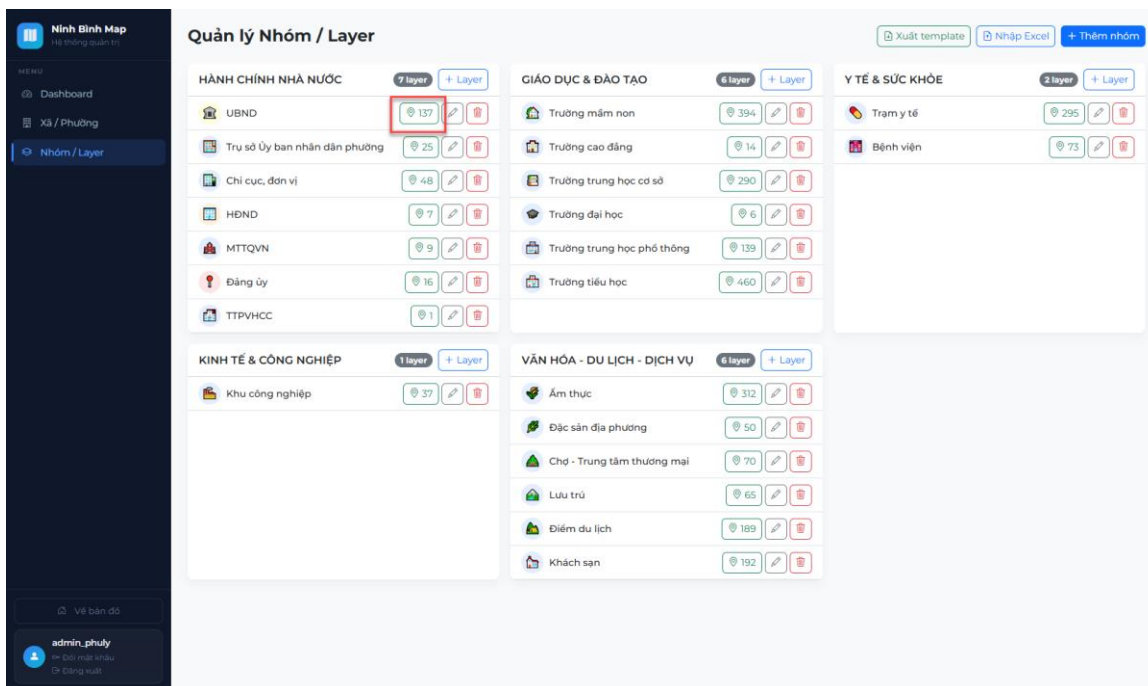 Ninh Bình Map
Hệ thống quản trị
MENU
Dashboard
Xã / Phường
Nhóm / Layer
Về bản đồ
admin_phuly
Đổi mật khẩu
Đăng xuất
Quản lý Nhóm / Layer
Xuất template
Nhập Excel
+ Thêm nhóm
HÀNH CHÍNH NHÀ NƯỚC 7 layer + Layer
UBND 137
Trụ sở Ủy ban nhân dân phường 25
Chi cục, đơn vị 48
HĐND 7
MTTQVN 9
Đảng ủy 16
TTPVHCC 1
GIÁO DỤC & ĐÀO TẠO 6 layer + Layer
Trường mầm non 394
Trường cao đẳng 14
Trường trung học cơ sở 290
Trường đại học 6
Trường trung học phổ thông 139
Trường tiểu học 460
Y TẾ & SỨC KHỎE 2 layer + Layer
Trạm y tế 295
Bệnh viện 73
KINH TẾ & CÔNG NGHIỆP 1 layer + Layer
Khu công nghiệp 37
VĂN HÓA - DU LỊCH - DỊCH VỤ 6 layer + Layer
Ẩm thực 312
Đặc sản địa phương 50
Chợ - Trung tâm thương mại 70
Lưu trú 65
Điểm du lịch 189
Khách sạn 192